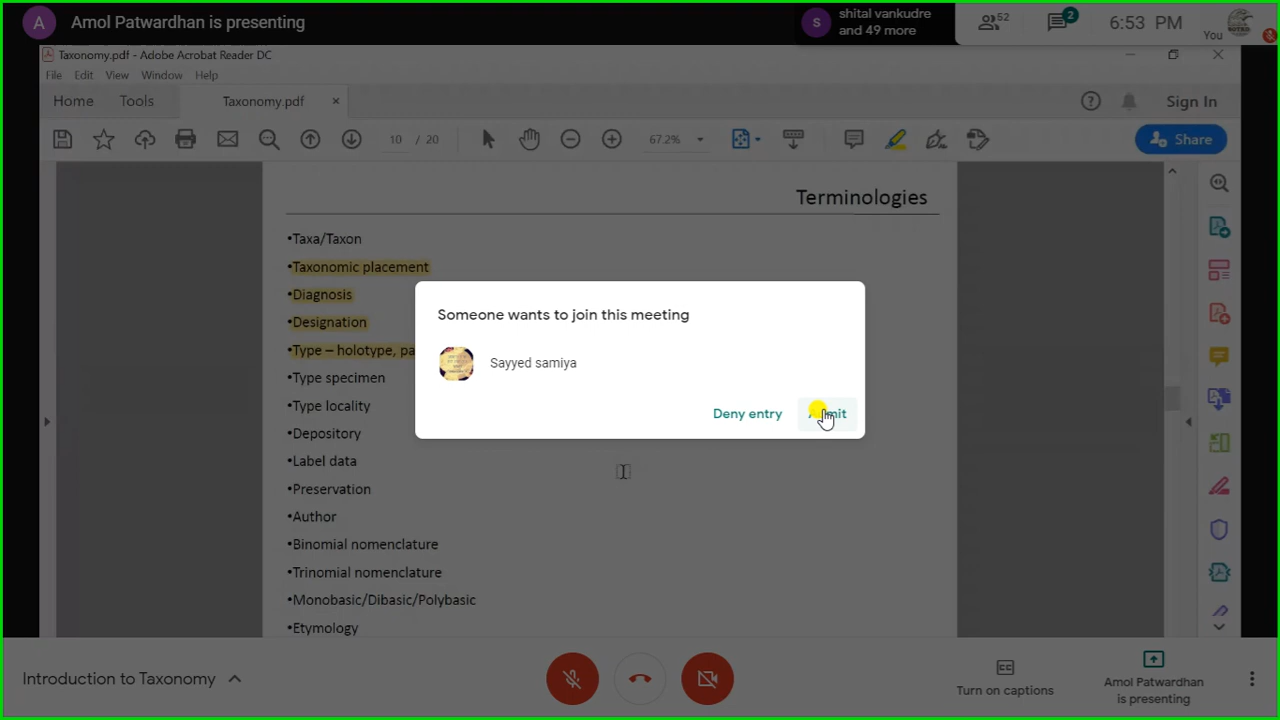 A Amol Patwardhan is presenting
S shital vankudre
and 49 more
52
2
6:53 PM
You
Taxonomy.pdf - Adobe Acrobat Reader DC
File Edit View Window Help
Home Tools Taxonomy.pdf × ? Sign In
10 / 20 67.2% Share
Terminologies
•Taxa/Taxon
•Taxonomic placement
•Diagnosis
•Designation
•Type – holotype, pa
•Type specimen
•Type locality
•Depository
•Label data
•Preservation
•Author
•Binomial nomenclature
•Trinomial nomenclature
•Monobasic/Dibasic/Polybasic
•Etymology
Someone wants to join this meeting
Sayyed samiya
Deny entry Admit
Introduction to Taxonomy
Turn on captions
Amol Patwardhan
is presenting